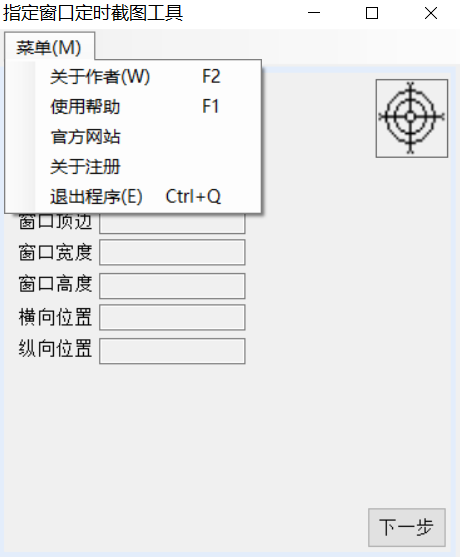 指定窗口定时截图工具
菜单(M)
关于作者(W) F2
使用帮助 F1
官方网站
关于注册
退出程序(E) Ctrl+Q
窗口顶边
窗口宽度
窗口高度
横向位置
纵向位置
下一步